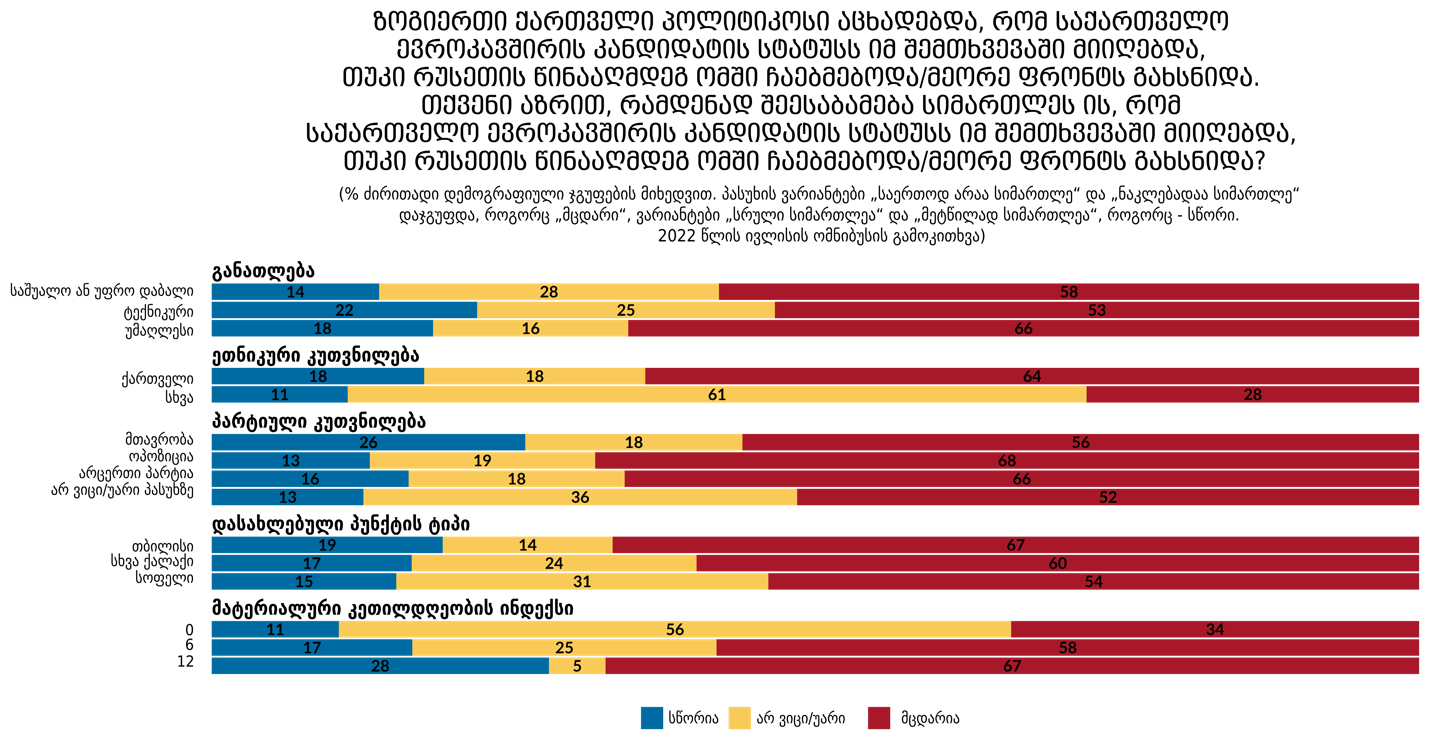 ზოგიერთი ქართველი პოლიტიკოსი აცხადებდა, რომ საქართველო
ევროკავშირის კანდიდატის სტატუსს იმ შემთხვევაში მიიღებდა,
თუკი რუსეთის წინააღმდეგ ომში ჩაებმებოდა/მეორე ფრონტს გახსნიდა.
თქვენი აზრით, რამდენად შეესაბამება სიმართლეს ის, რომ
საქართველო ევროკავშირის კანდიდატის სტატუსს იმ შემთხვევაში მიიღებდა,
თუკი რუსეთის წინააღმდეგ ომში ჩაებმებოდა/მეორე ფრონტს გახსნიდა?
(% ძირითადი დემოგრაფიული ჯგუფების მიხედვით. პასუხის ვარიანტები „საერთოდ არაა სიმართლე“ და „ნაკლებადაა სიმართლე“
დაჯგუფდა, როგორც „მცდარი“, ვარიანტები „სრული სიმართლეა“ და „მეტწილად სიმართლეა“, როგორც - სწორი.
2022 წლის ივლისის ომნიბუსის გამოკითხვა)
განათლება
საშუალო ან უფრო დაბალი 14 28 58
ტექნიკური 22 25 53
უმაღლესი 18 16 66
ეთნიკური კუთვნილება
ქართველი 18 18 64
სხვა 11 61 28
პარტიული კუთვნილება
მთავრობა 26 18 56
ოპოზიცია 13 19 68
არცერთი პარტია 16 18 66
არ ვიცი/უარი პასუხზე 13 36 52
დასახლებული პუნქტის ტიპი
თბილისი 19 14 67
სხვა ქალაქი 17 24 60
სოფელი 15 31 54
მატერიალური კეთილდღეობის ინდექსი
0 11 56 34
6 17 25 58
12 28 5 67
სწორია არ ვიცი/უარი მცდარია